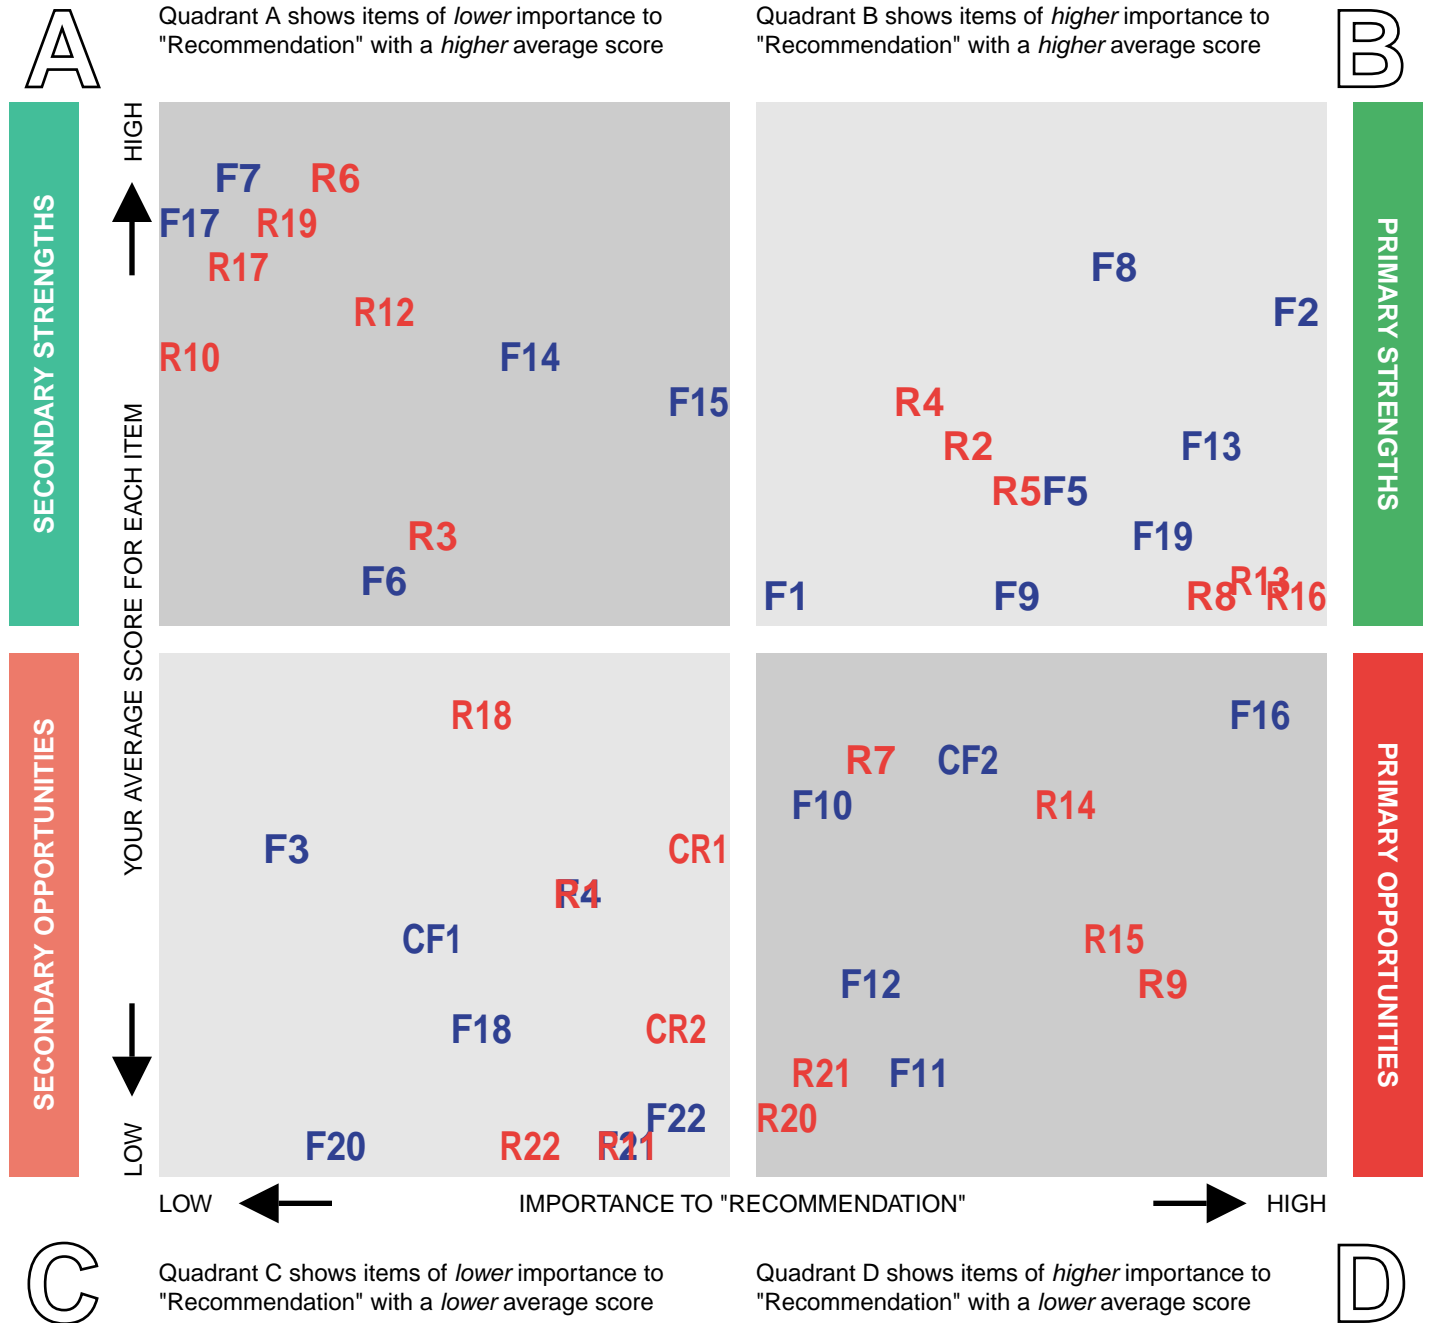 A
Quadrant A shows items of lower importance to
"Recommendation" with a higher average score
Quadrant B shows items of higher importance to
"Recommendation" with a higher average score
B
SECONDARY STRENGTHS
HIGH
YOUR AVERAGE SCORE FOR EACH ITEM
LOW
F7 R6
F17 R19
R17
R12
R10 F14
F15
R3
F6
F8
F2
R4
R2 F13
R5 F5
F19
R13
F1 F9 R8 R16
PRIMARY STRENGTHS
SECONDARY OPPORTUNITIES
R18
F3 CR1
F4 R1
CF1
F18 CR2
F22
F20 R22 F21 R11
F16
R7 CF2
F10 R14
R15
F12 R9
R21 F11
R20
PRIMARY OPPORTUNITIES
LOW IMPORTANCE TO "RECOMMENDATION" HIGH
C
Quadrant C shows items of lower importance to
"Recommendation" with a lower average score
Quadrant D shows items of higher importance to
"Recommendation" with a lower average score
D